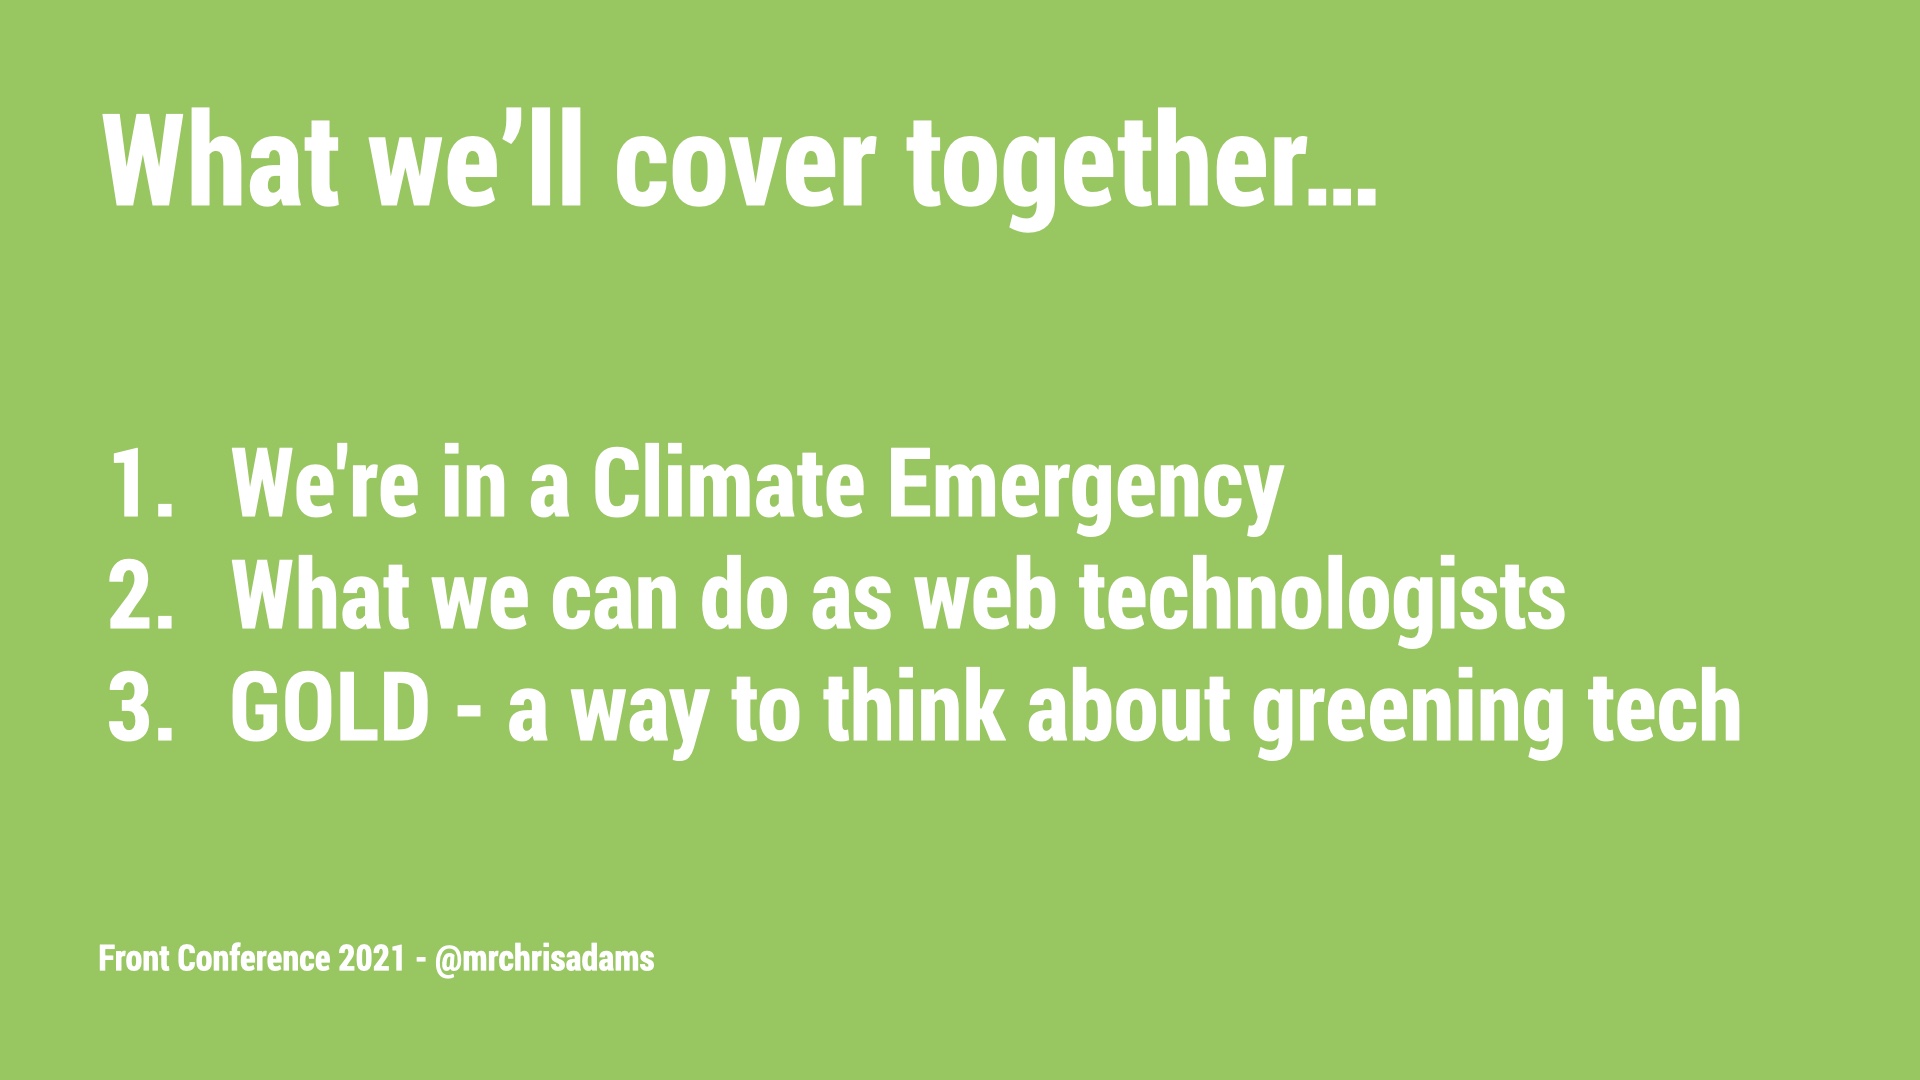 What we’ll cover together…
1. We're in a Climate Emergency
2. What we can do as web technologists
3. GOLD - a way to think about greening tech
Front Conference 2021 - @mrchrisadams